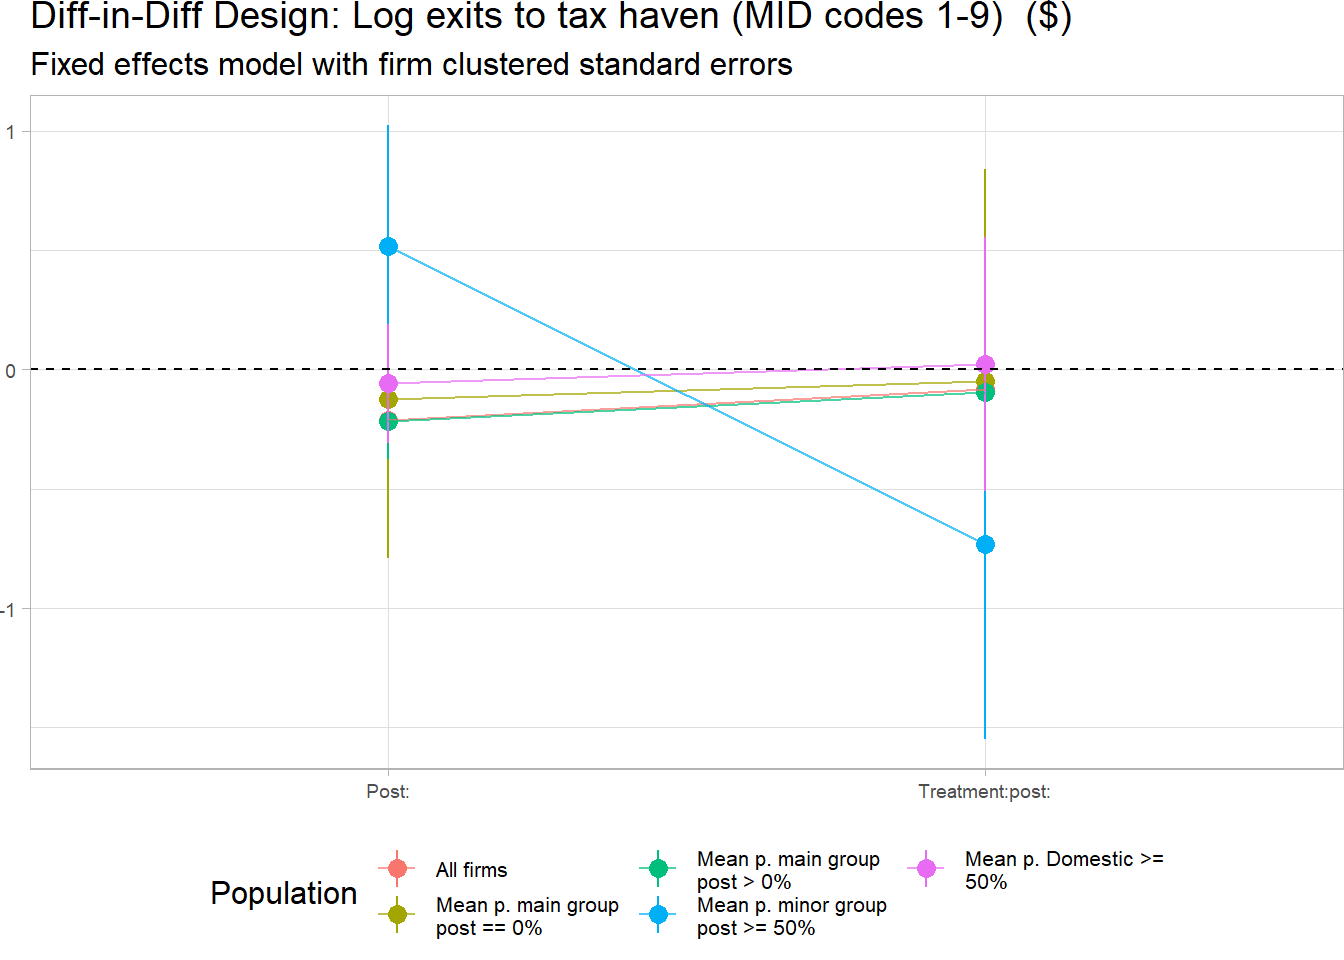 Diff-in-Diff Design: Log exits to tax haven (MID codes 1-9)  ($)
Fixed effects model with firm clustered standard errors
1
0
-1
Post:
Treatment:post:
Population
All firms
Mean p. main group
post == 0%
Mean p. main group
post > 0%
Mean p. minor group
post >= 50%
Mean p. Domestic >=
50%